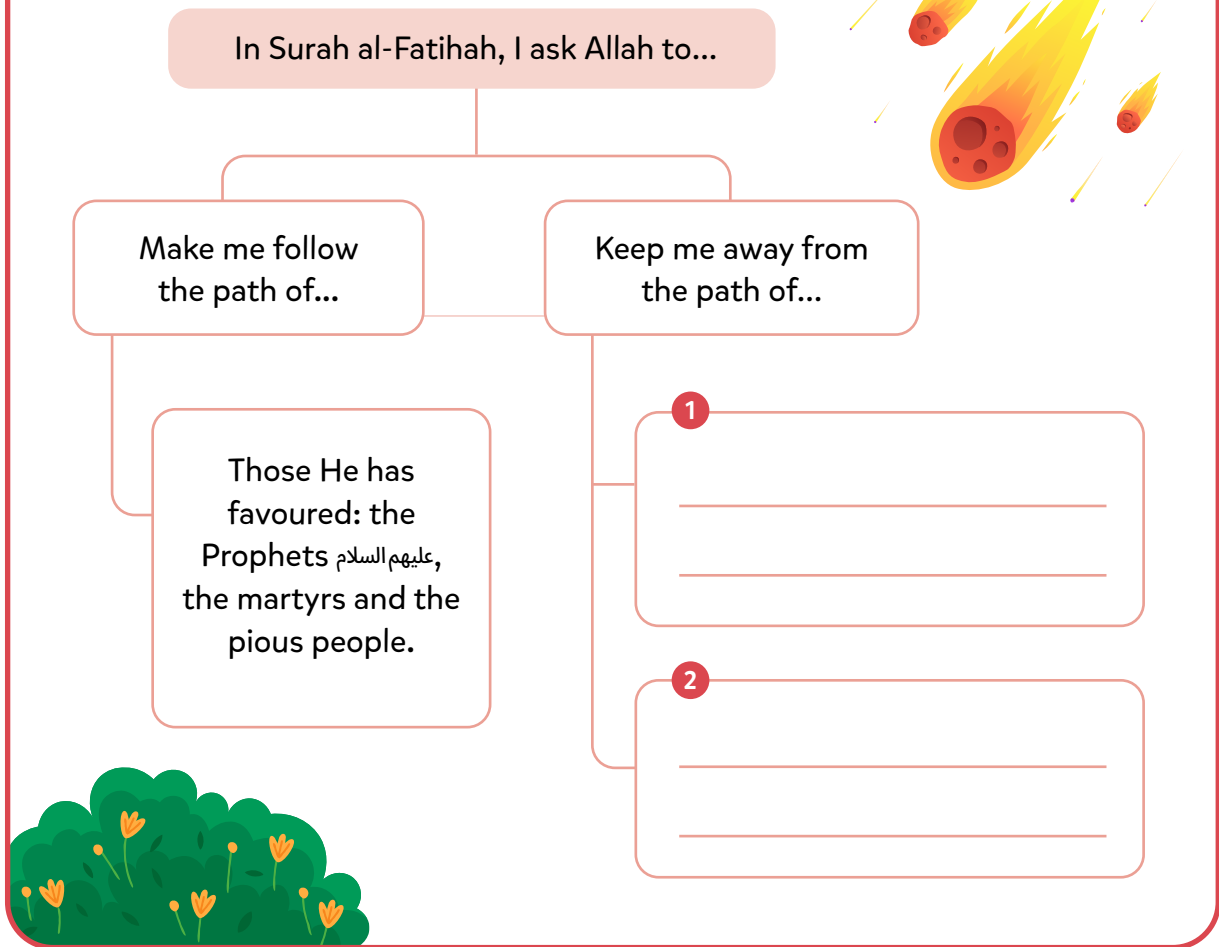 In Surah al-Fatihah, I ask Allah to...
Make me follow
the path of...
Keep me away from
the path of...
Those He has
favoured: the
Prophets عليهم السلام,
the martyrs and the
pious people.
1
2